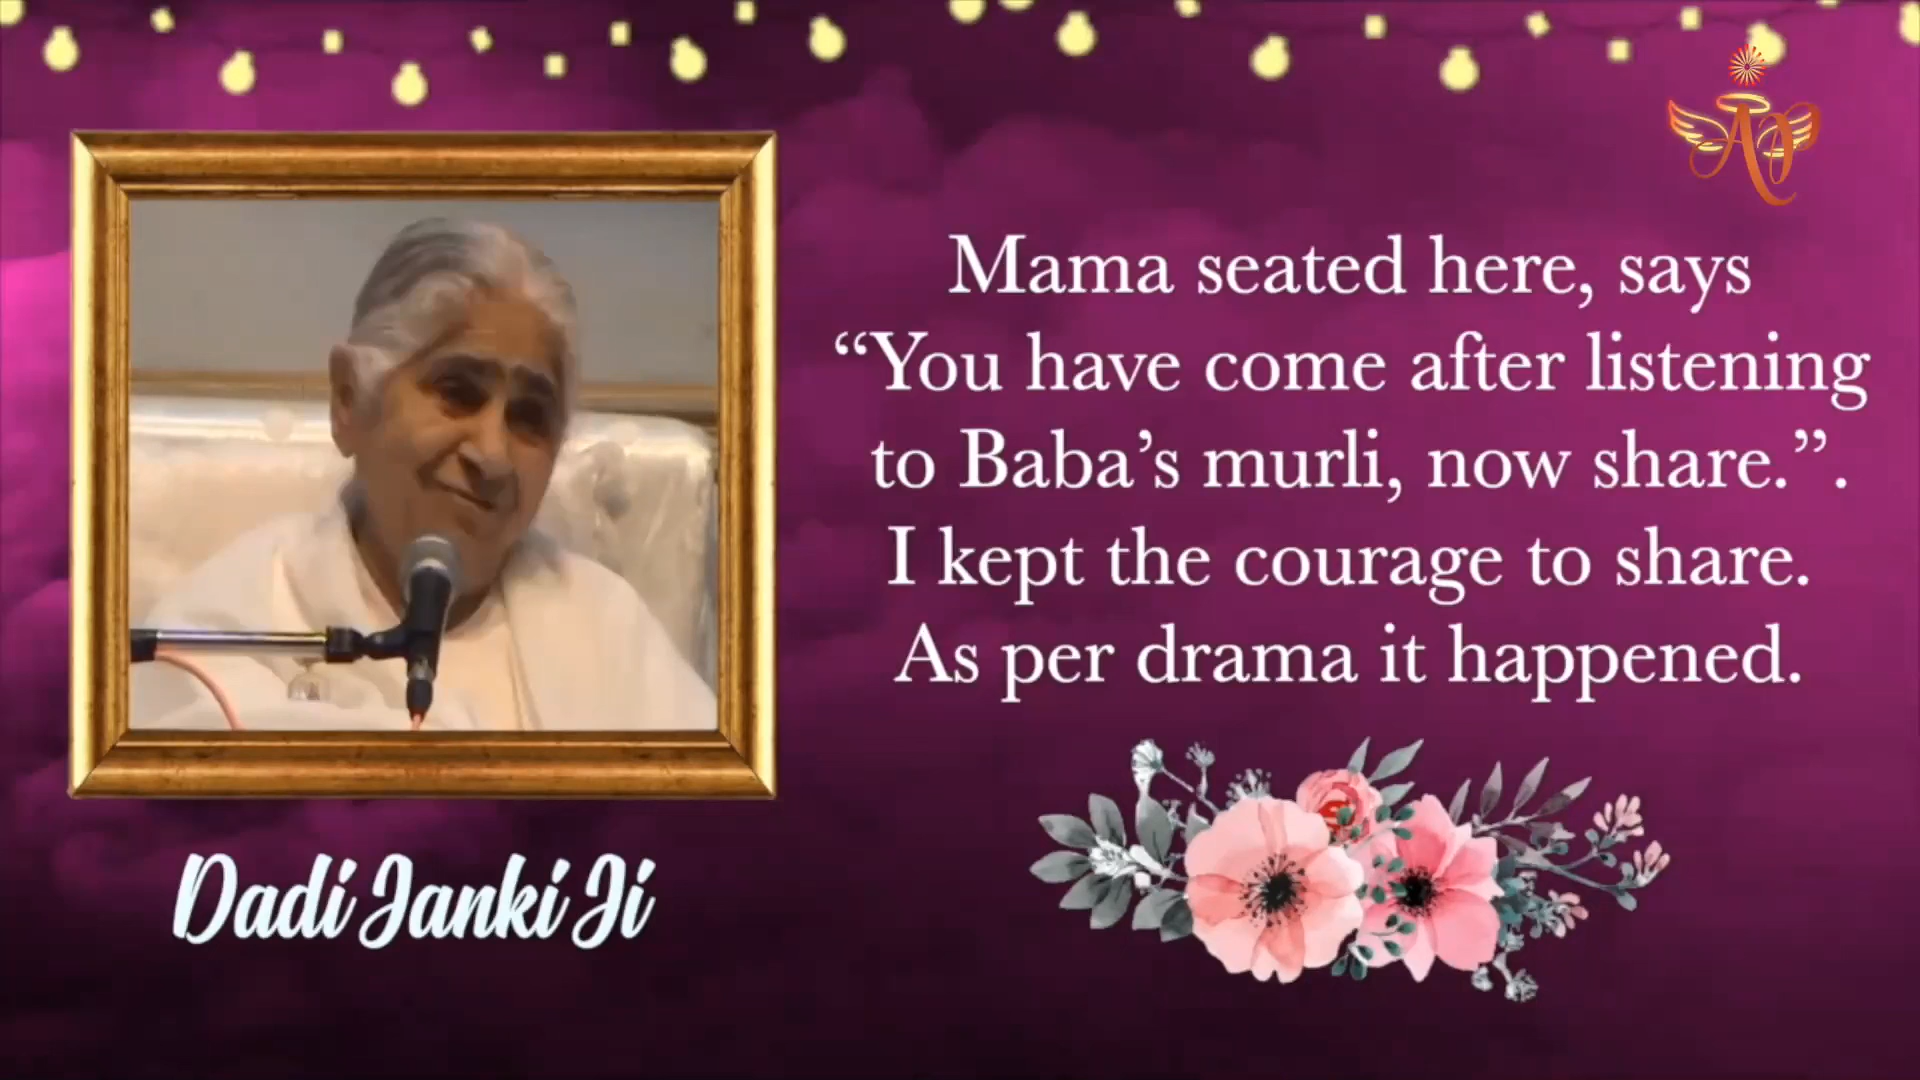 Mama seated here, says
“You have come after listening
to Baba’s murli, now share.”.
I kept the courage to share.
As per drama it happened.
Dadi Janki Ji